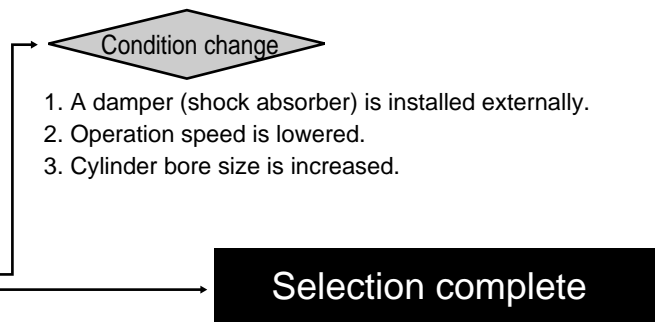 Condition change
1. A damper (shock absorber) is installed externally.
2. Operation speed is lowered.
3. Cylinder bore size is increased.
Selection complete